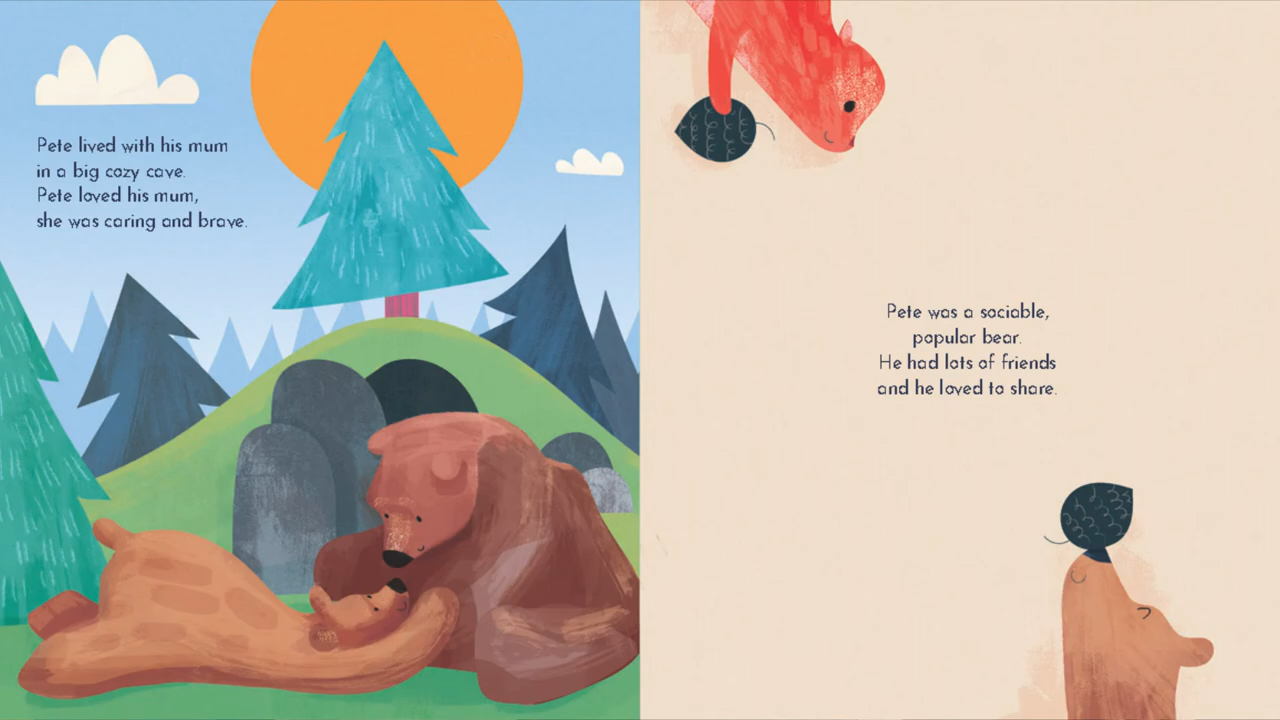 Pete lived with his mum
in a big cozy cave.
Pete loved his mum,
she was caring and brave.
Pete was a sociable,
popular bear.
He had lots of friends
and he loved to share.